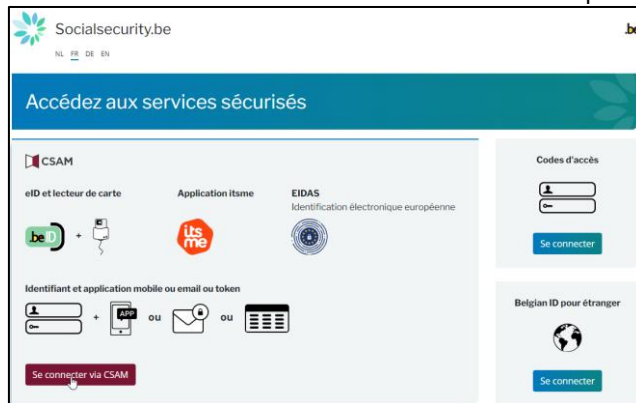 Socialsecurity.be
.be
NL FR DE EN
Accédez aux services sécurisés
CSAM
eID et lecteur de carte
Application itsme
EIDAS
Identification électronique européenne
.beID
+
its
me
Identifiant et application mobile ou email ou token
+
APP
ou
ou
Se connecter via CSAM
Codes d'accès
Se connecter
Belgian ID pour étranger
Se connecter